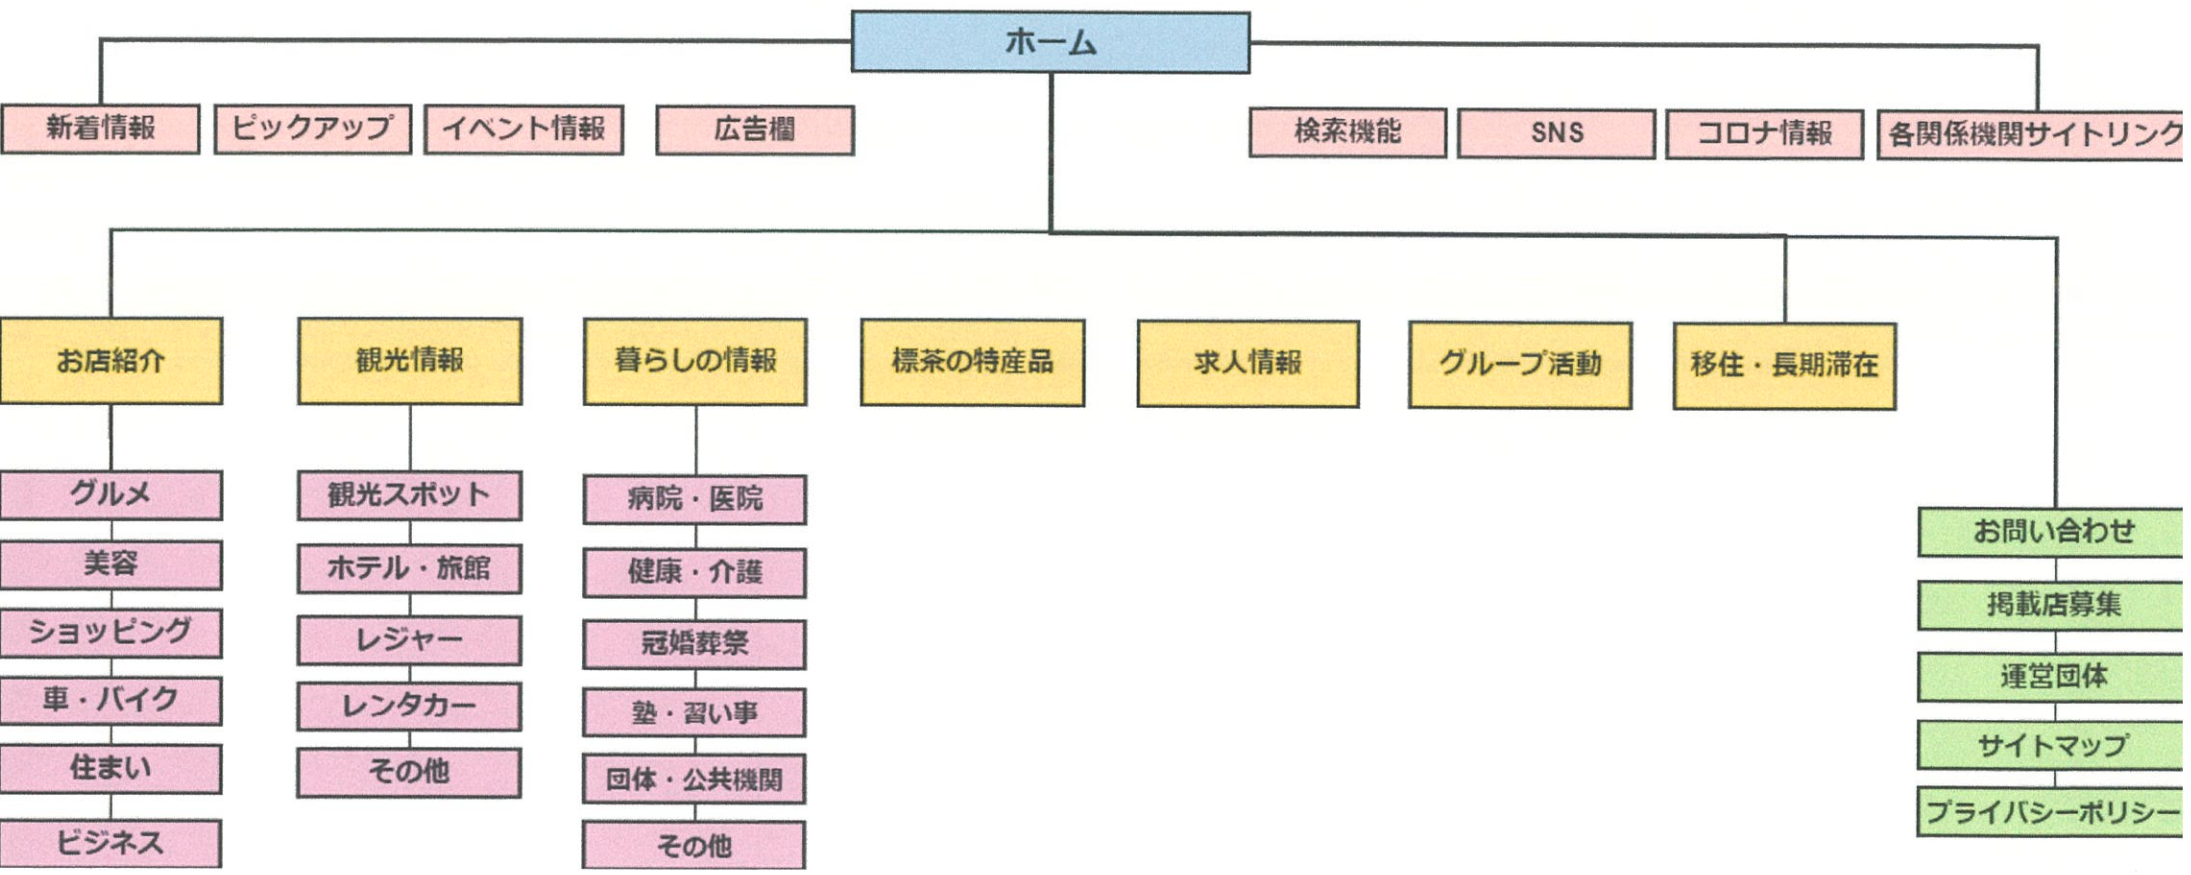 ホーム
新着情報
ピックアップ
イベント情報
広告欄
検索機能
SNS
コロナ情報
各関係機関サイトリンク
お店紹介
観光情報
暮らしの情報
標茶の特産品
求人情報
グループ活動
移住・長期滞在
グルメ
美容
ショッピング
車・バイク
住まい
ビジネス
観光スポット
ホテル・旅館
レジャー
レンタカー
その他
病院・医院
健康・介護
冠婚葬祭
塾・習い事
団体・公共機関
その他
お問い合わせ
掲載店募集
運営団体
サイトマップ
プライバシーポリシー